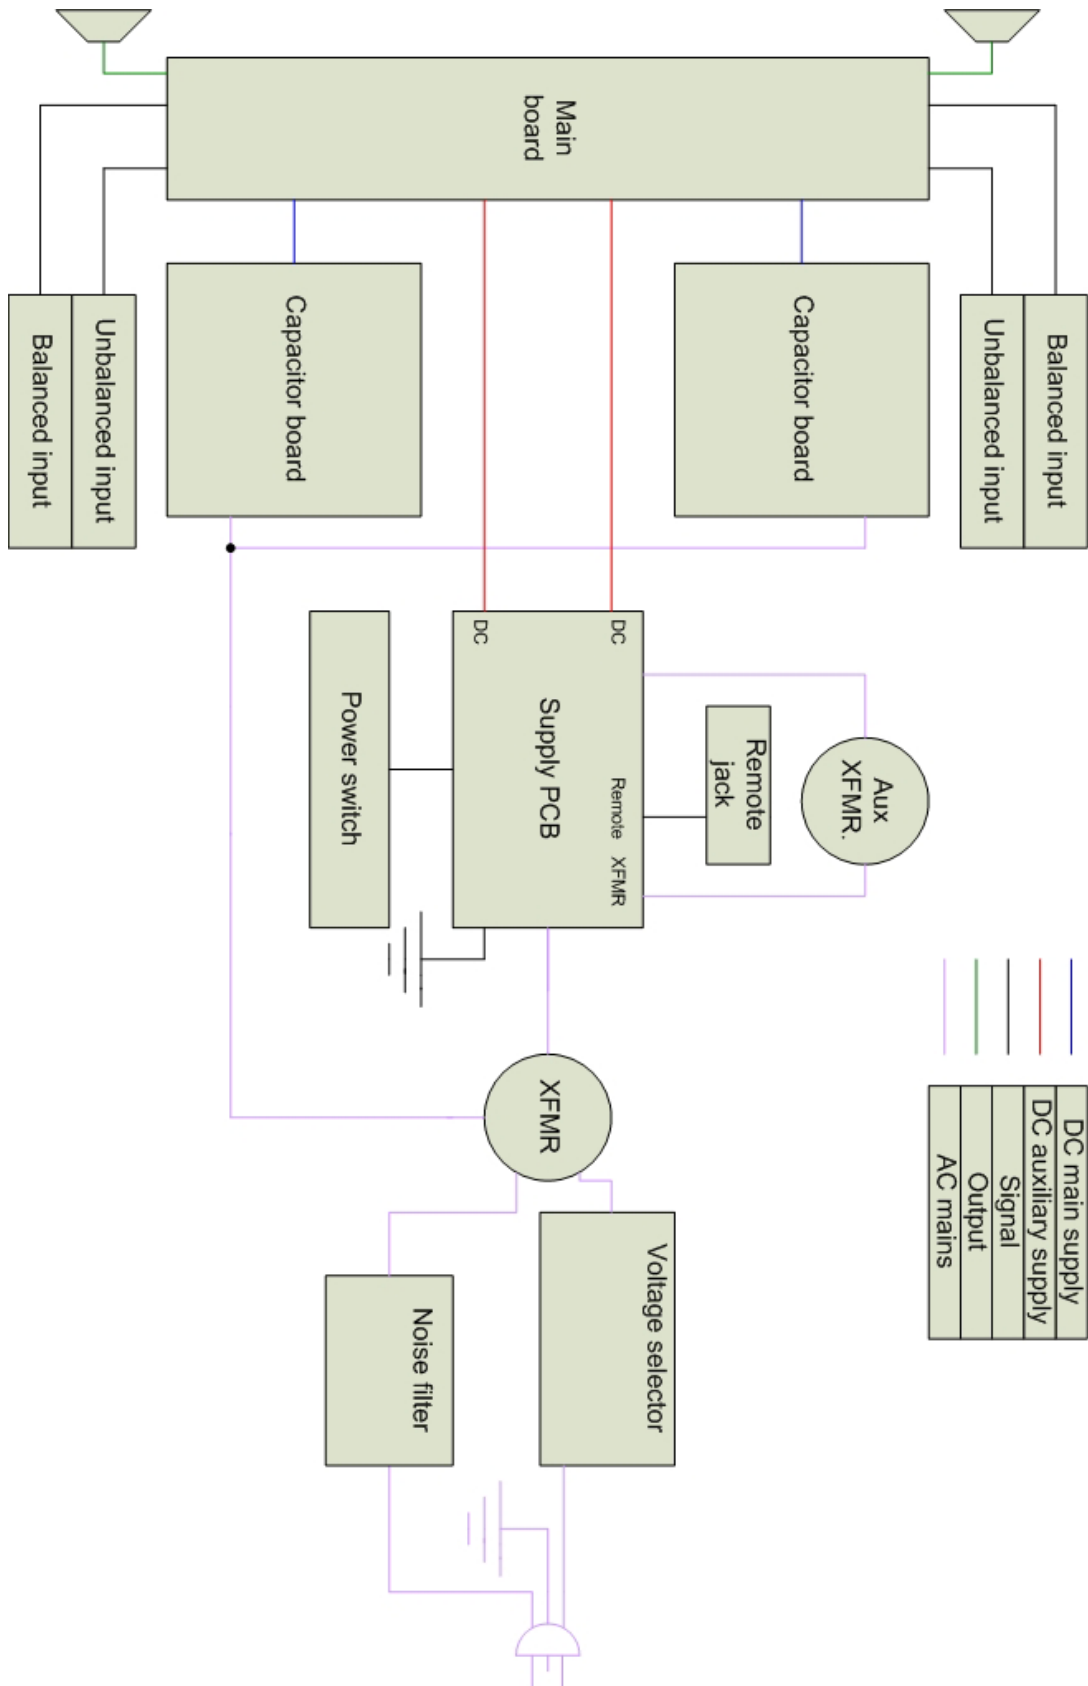 Main
board
Capacitor board
Capacitor board
Balanced input
Unbalanced input
Unbalanced input
Balanced input
DC
DC
Supply PCB
Remote
XFMR
Power switch
Remote
jack
Aux
XFMR.
XFMR
Voltage selector
Noise filter
DC main supply
DC auxiliary supply
Signal
Output
AC mains